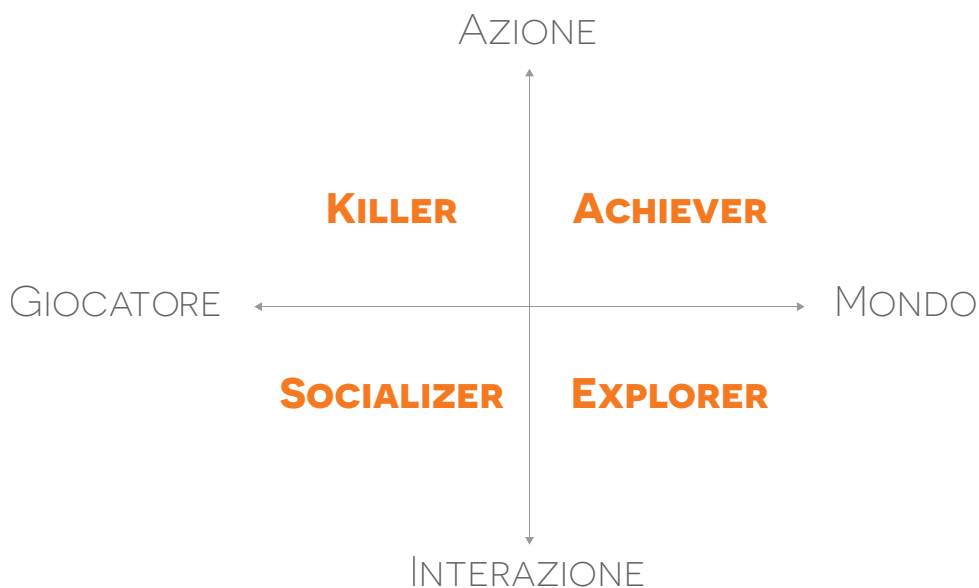 Azione
Killer
Achiever
Giocatore
Mondo
Socializer
Explorer
Interazione